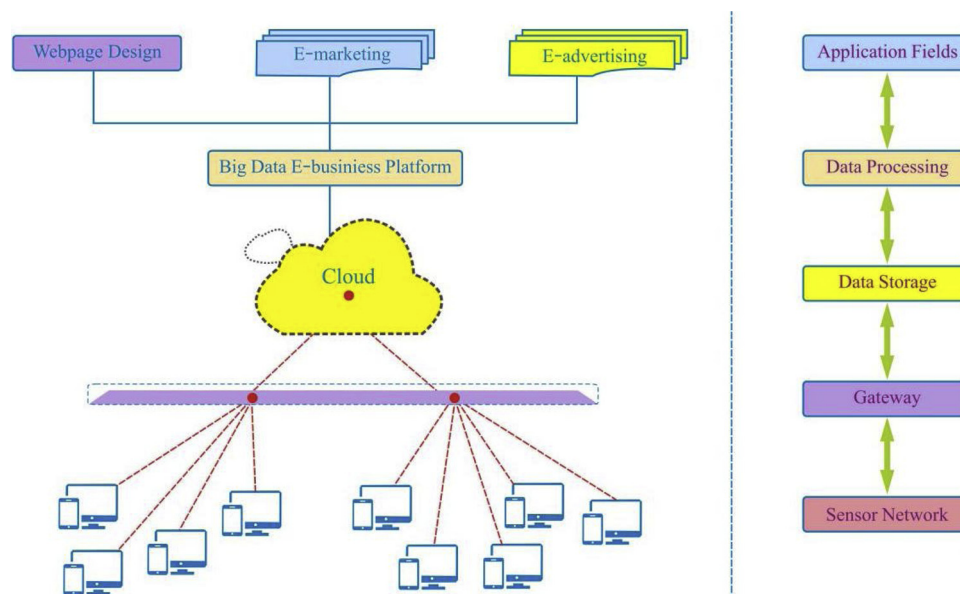 Webpage Design
E-marketing
E-advertising
Big Data E-businiess Platform
Cloud
Application Fields
Data Processing
Data Storage
Gateway
Sensor Network